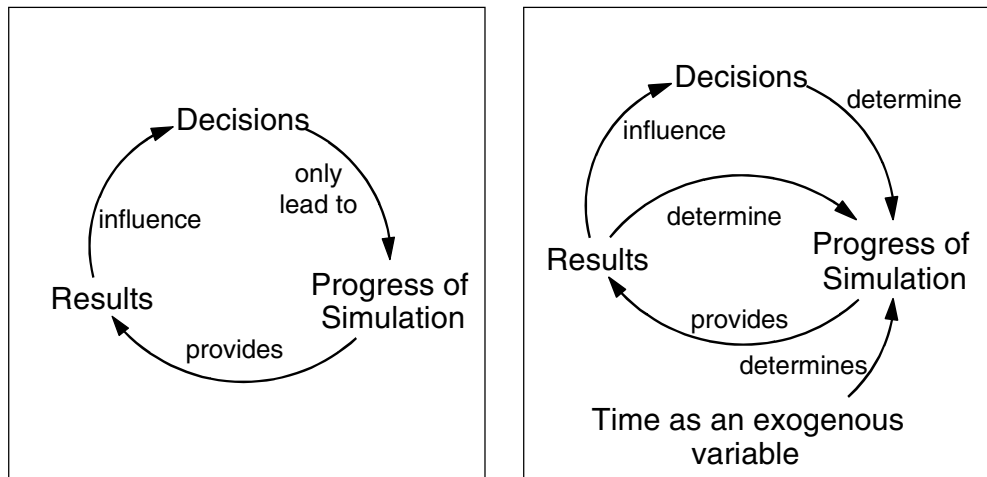 Decisions
only
lead to
influence
Progress of
Simulation
Results
provides
Decisions
determine
influence
determine
Progress of
Simulation
Results
provides
determines
Time as an exogenous
variable